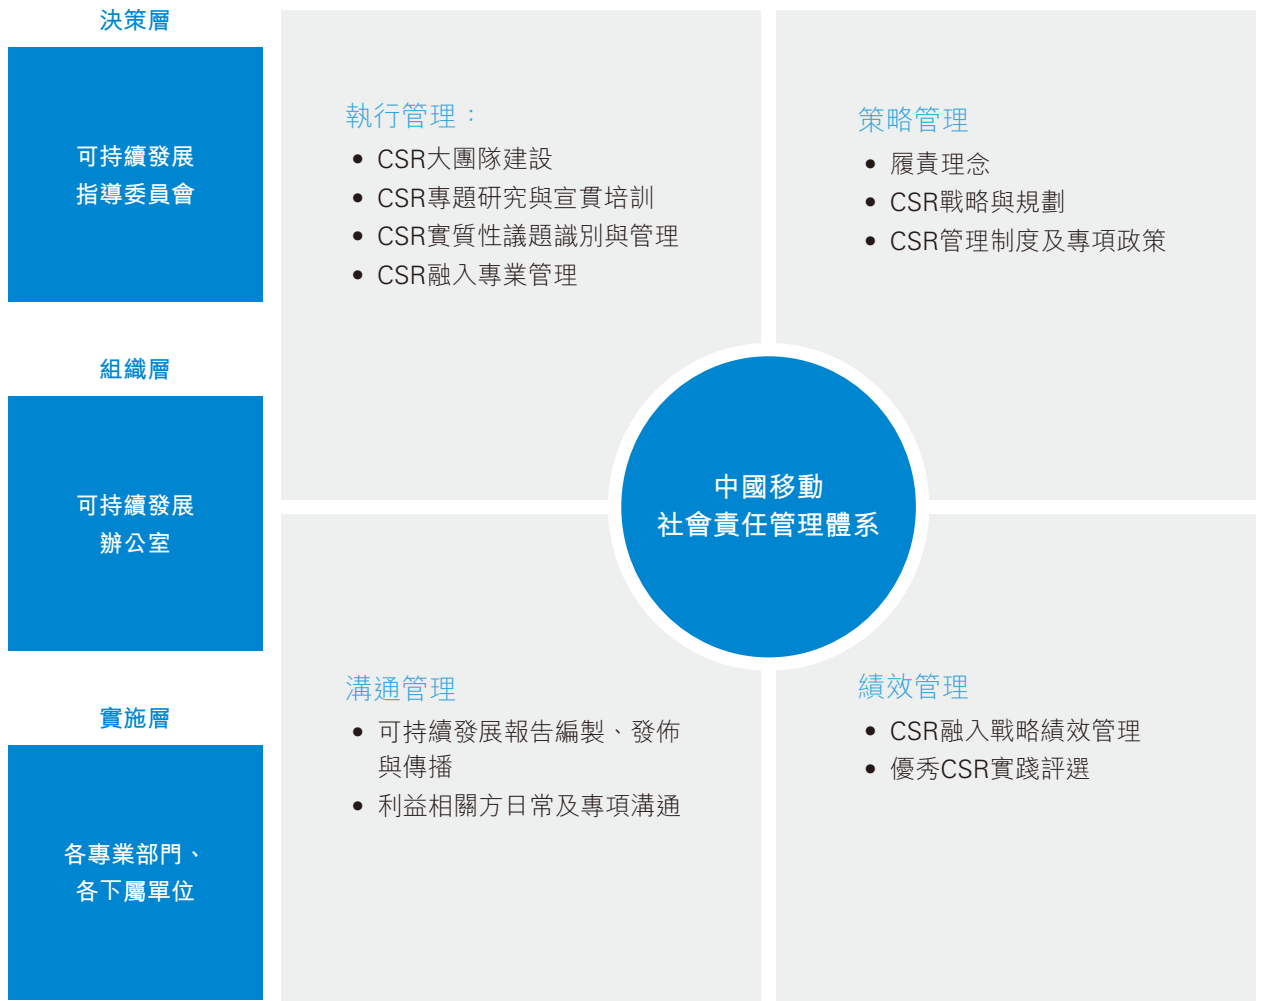 決策層
可持續發展
指導委員會
組織層
可持續發展
辦公室
實施層
各專業部門、
各下屬單位
執行管理：
• CSR大團隊建設
• CSR專題研究與宣貫培訓
• CSR實質性議題識別與管理
• CSR融入專業管理
策略管理
• 履責理念
• CSR戰略與規劃
• CSR管理制度及專項政策
中國移動
社會責任管理體系
溝通管理
• 可持續發展報告編製、發佈
與傳播
• 利益相關方日常及專項溝通
績效管理
• CSR融入戰略績效管理
• 優秀CSR實踐評選